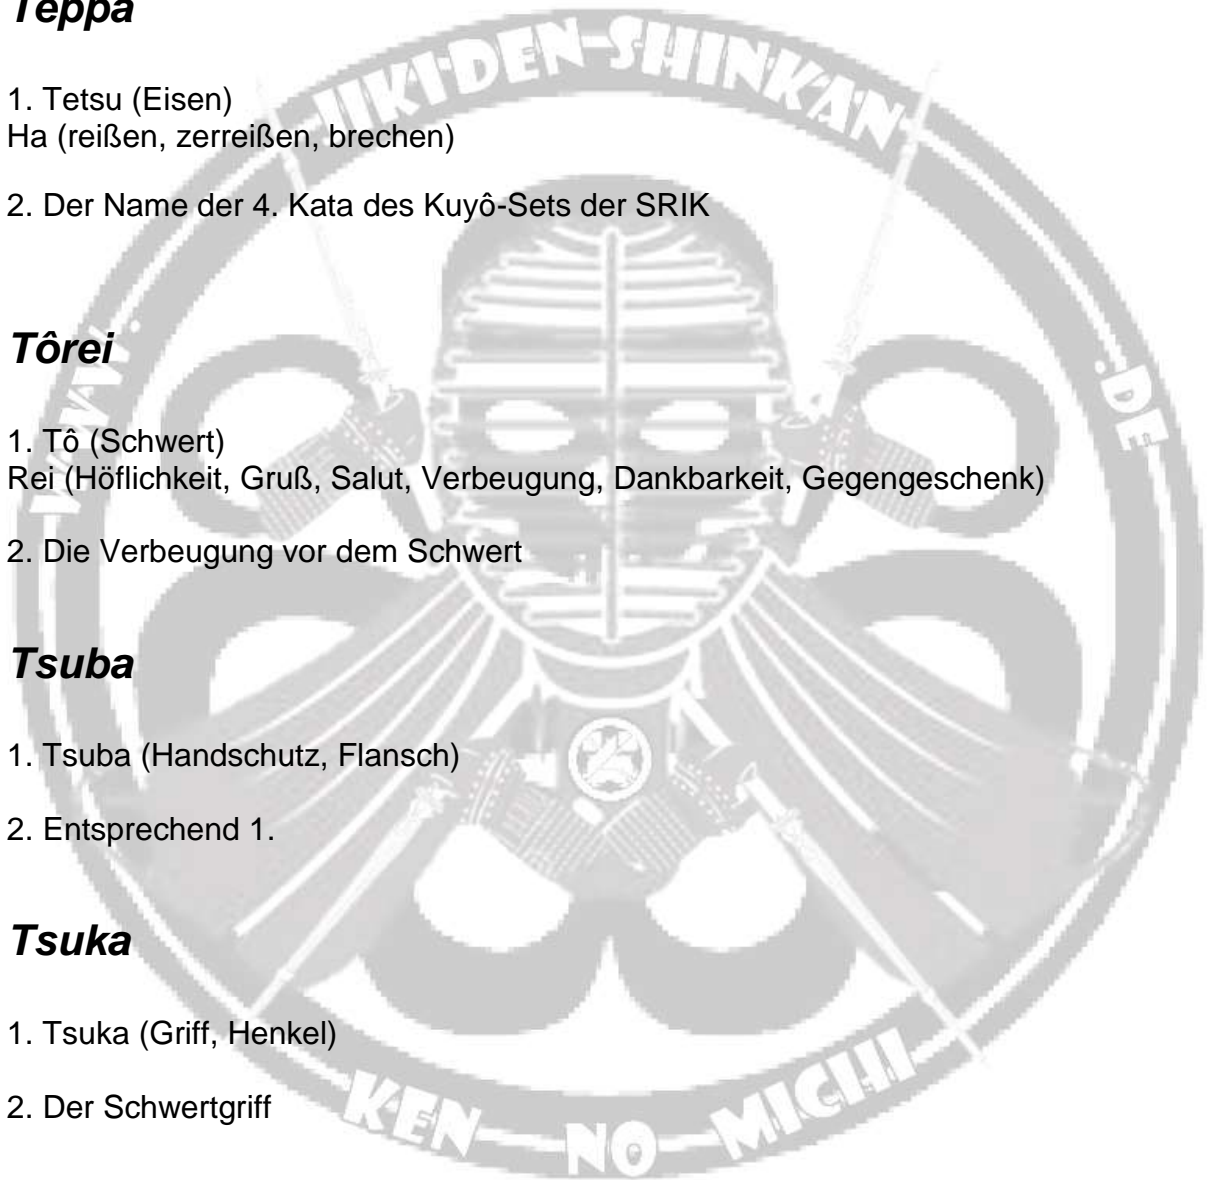 Teppa
1. Tetsu (Eisen)
Ha (reißen, zerreißen, brechen)
2. Der Name der 4. Kata des Kuyô-Sets der SRIK
Tôrei
1. Tô (Schwert)
Rei (Höflichkeit, Gruß, Salut, Verbeugung, Dankbarkeit, Gegengeschenk)
2. Die Verbeugung vor dem Schwert
Tsuba
1. Tsuba (Handschutz, Flansch)
2. Entsprechend 1.
Tsuka
1. Tsuka (Griff, Henkel)
2. Der Schwertgriff
WWW.
JIKI-DEN-SHINKAN
.DE
KEN NO MICHI